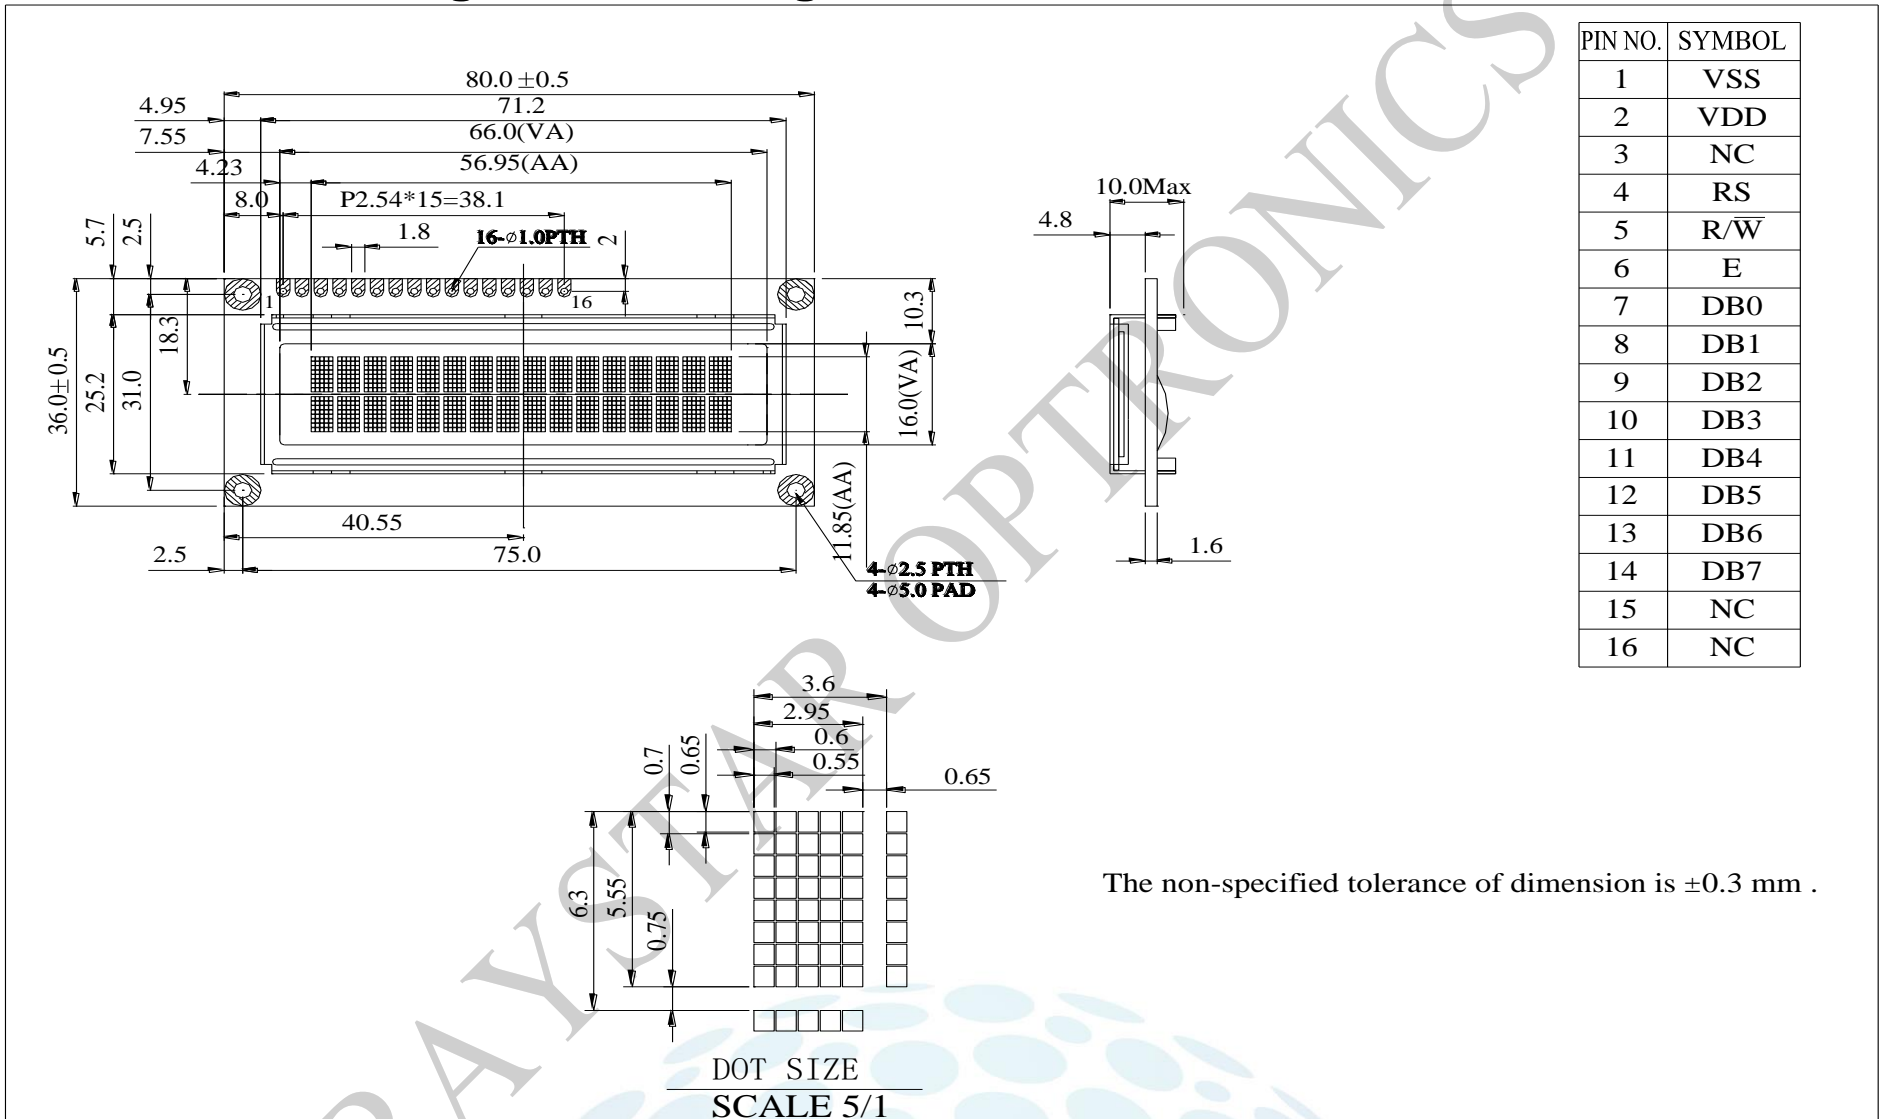 80.0 ±0.5
4.95
71.2
7.55
66.0(VA)
4.23
56.95(AA)
8.0
P2.54*15=38.1
5.7
2.5
1.8
16-⌀1.0PTH
2
1
16
36.0±0.5
25.2
31.0
18.3
10.3
16.0(VA)
11.85(AA)
40.55
2.5
75.0
4-⌀2.5 PTH
4-⌀5.0 PAD
10.0Max
4.8
1.6
PIN NO. SYMBOL
1 VSS
2 VDD
3 NC
4 RS
5 R/W̅
6 E
7 DB0
8 DB1
9 DB2
10 DB3
11 DB4
12 DB5
13 DB6
14 DB7
15 NC
16 NC
3.6
2.95
0.6
0.55
0.7
0.65
0.65
6.3
5.55
0.75
The non-specified tolerance of dimension is ±0.3 mm .
DOT SIZE
SCALE 5/1
RAYSTAR OPTRONICS